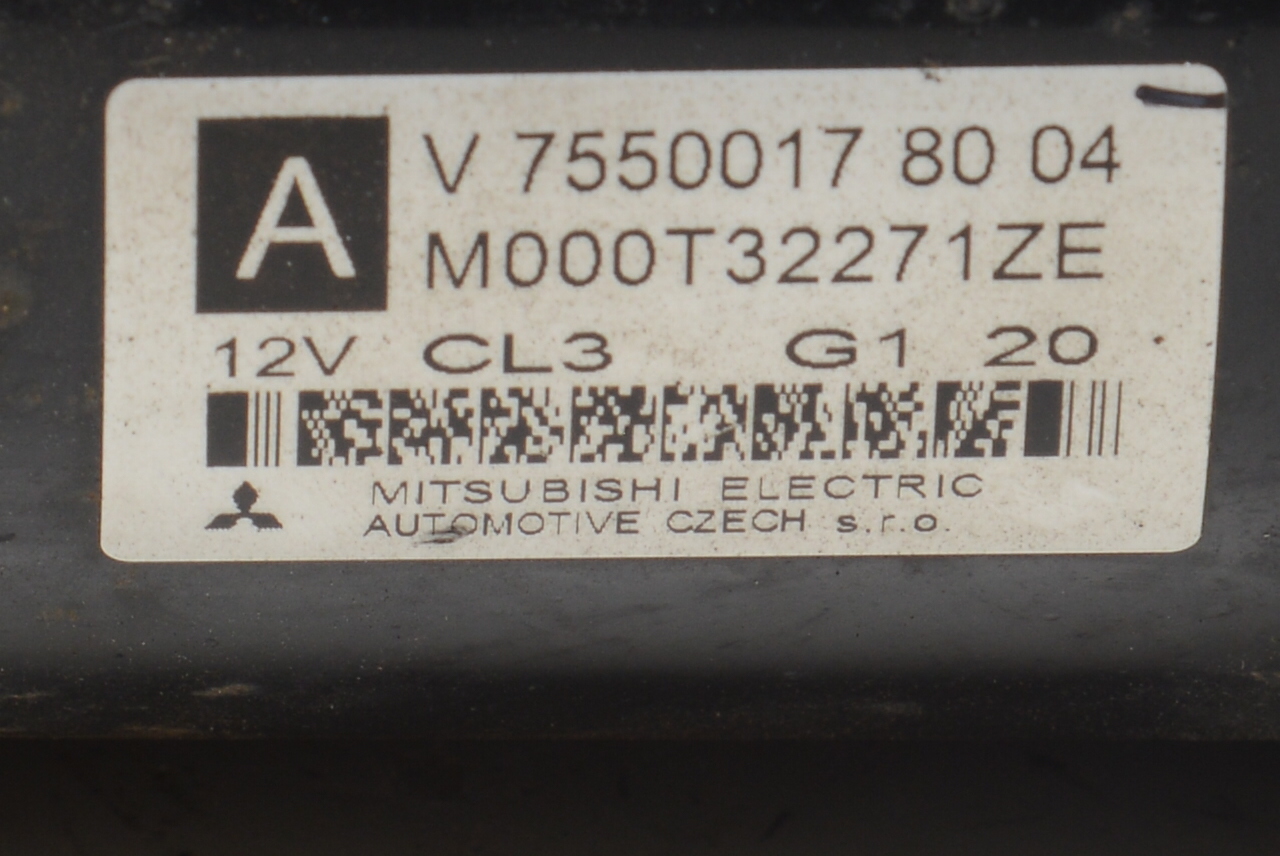 A
V 7550017 80 04
M000T32271ZE
12V CL3 G1 20
MITSUBISHI ELECTRIC
AUTOMOTIVE CZECH s.r.o.